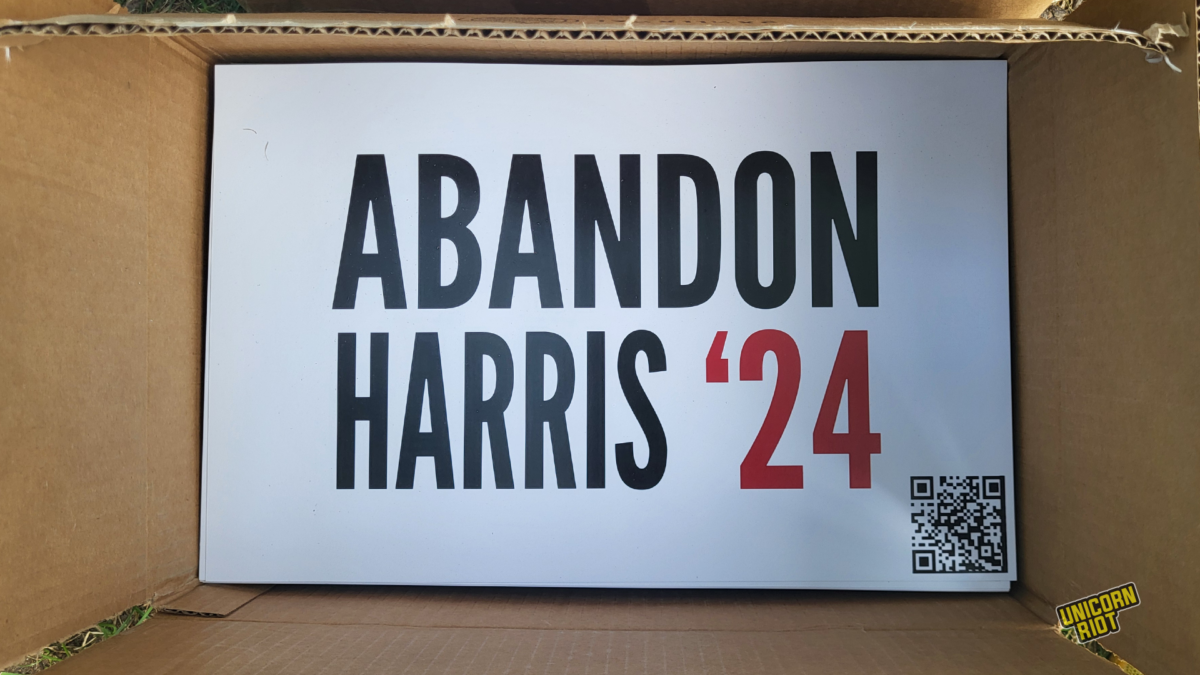 ABANDON
HARRIS ‘24
UNICORN
RIOT